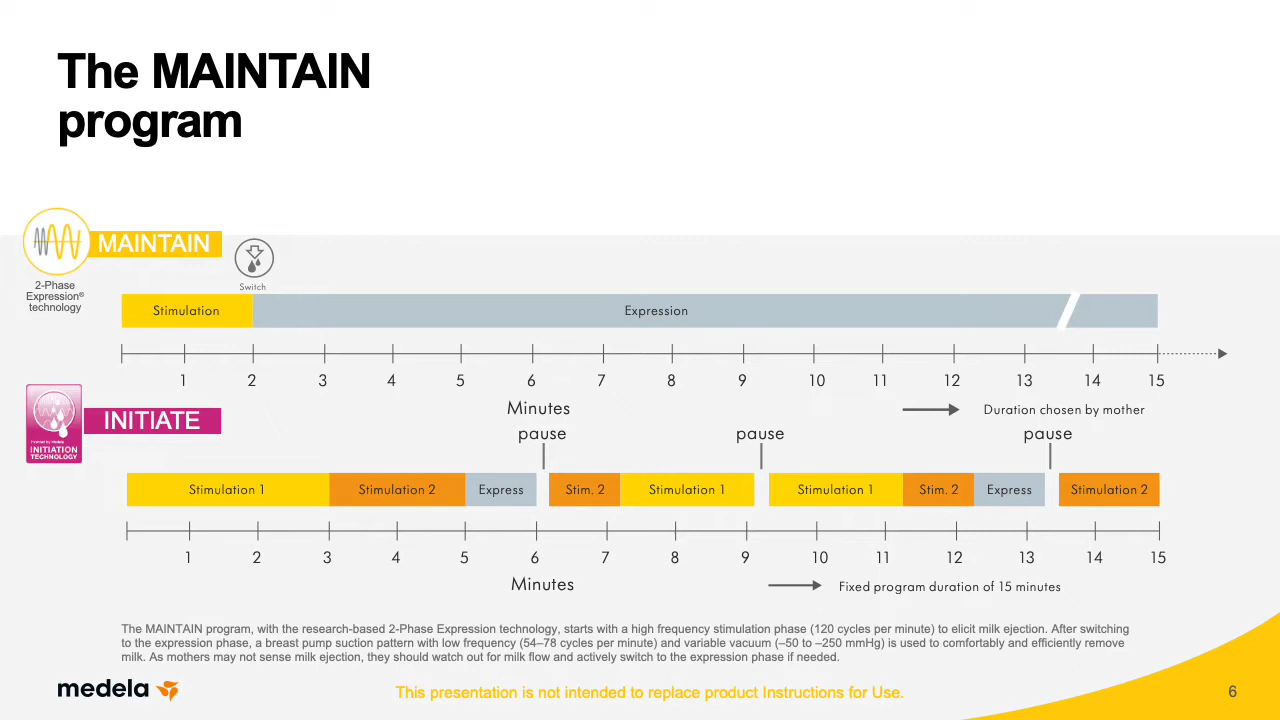 The MAINTAIN
program
MAINTAIN
2-Phase
Expression®
technology
Switch
Stimulation Expression
1 2 3 4 5 6 7 8 9 10 11 12 13 14 15
Minutes
Duration chosen by mother
INITIATE
INITIATION
TECHNOLOGY
pause pause pause
Stimulation 1 Stimulation 2 Express Stim. 2 Stimulation 1 Stimulation 1 Stim. 2 Express Stimulation 2
1 2 3 4 5 6 7 8 9 10 11 12 13 14 15
Minutes
Fixed program duration of 15 minutes
The MAINTAIN program, with the research-based 2-Phase Expression technology, starts with a high frequency stimulation phase (120 cycles per minute) to elicit milk ejection. After switching
to the expression phase, a breast pump suction pattern with low frequency (54–78 cycles per minute) and variable vacuum (–50 to –250 mmHg) is used to comfortably and efficiently remove
milk. As mothers may not sense milk ejection, they should watch out for milk flow and actively switch to the expression phase if needed.
medela
This presentation is not intended to replace product Instructions for Use.
6